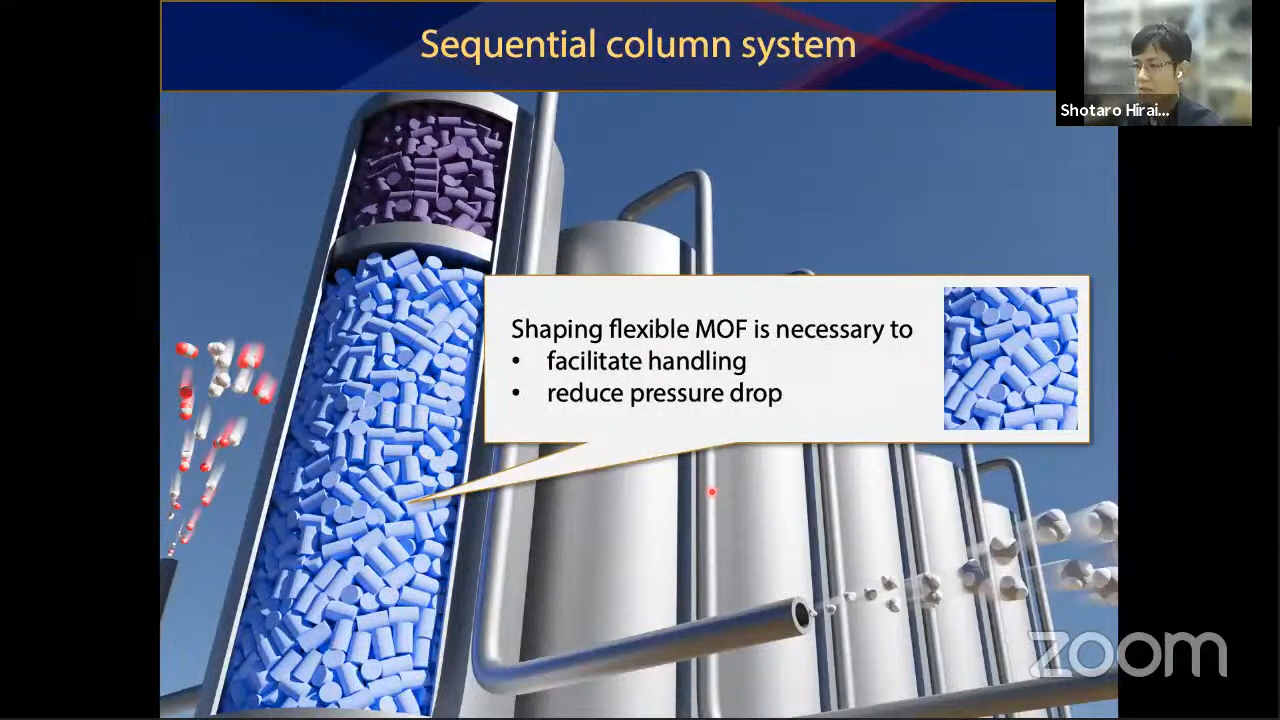 Sequential column system
Shotaro Hirai...
Shaping flexible MOF is necessary to
• facilitate handling
• reduce pressure drop
zoom